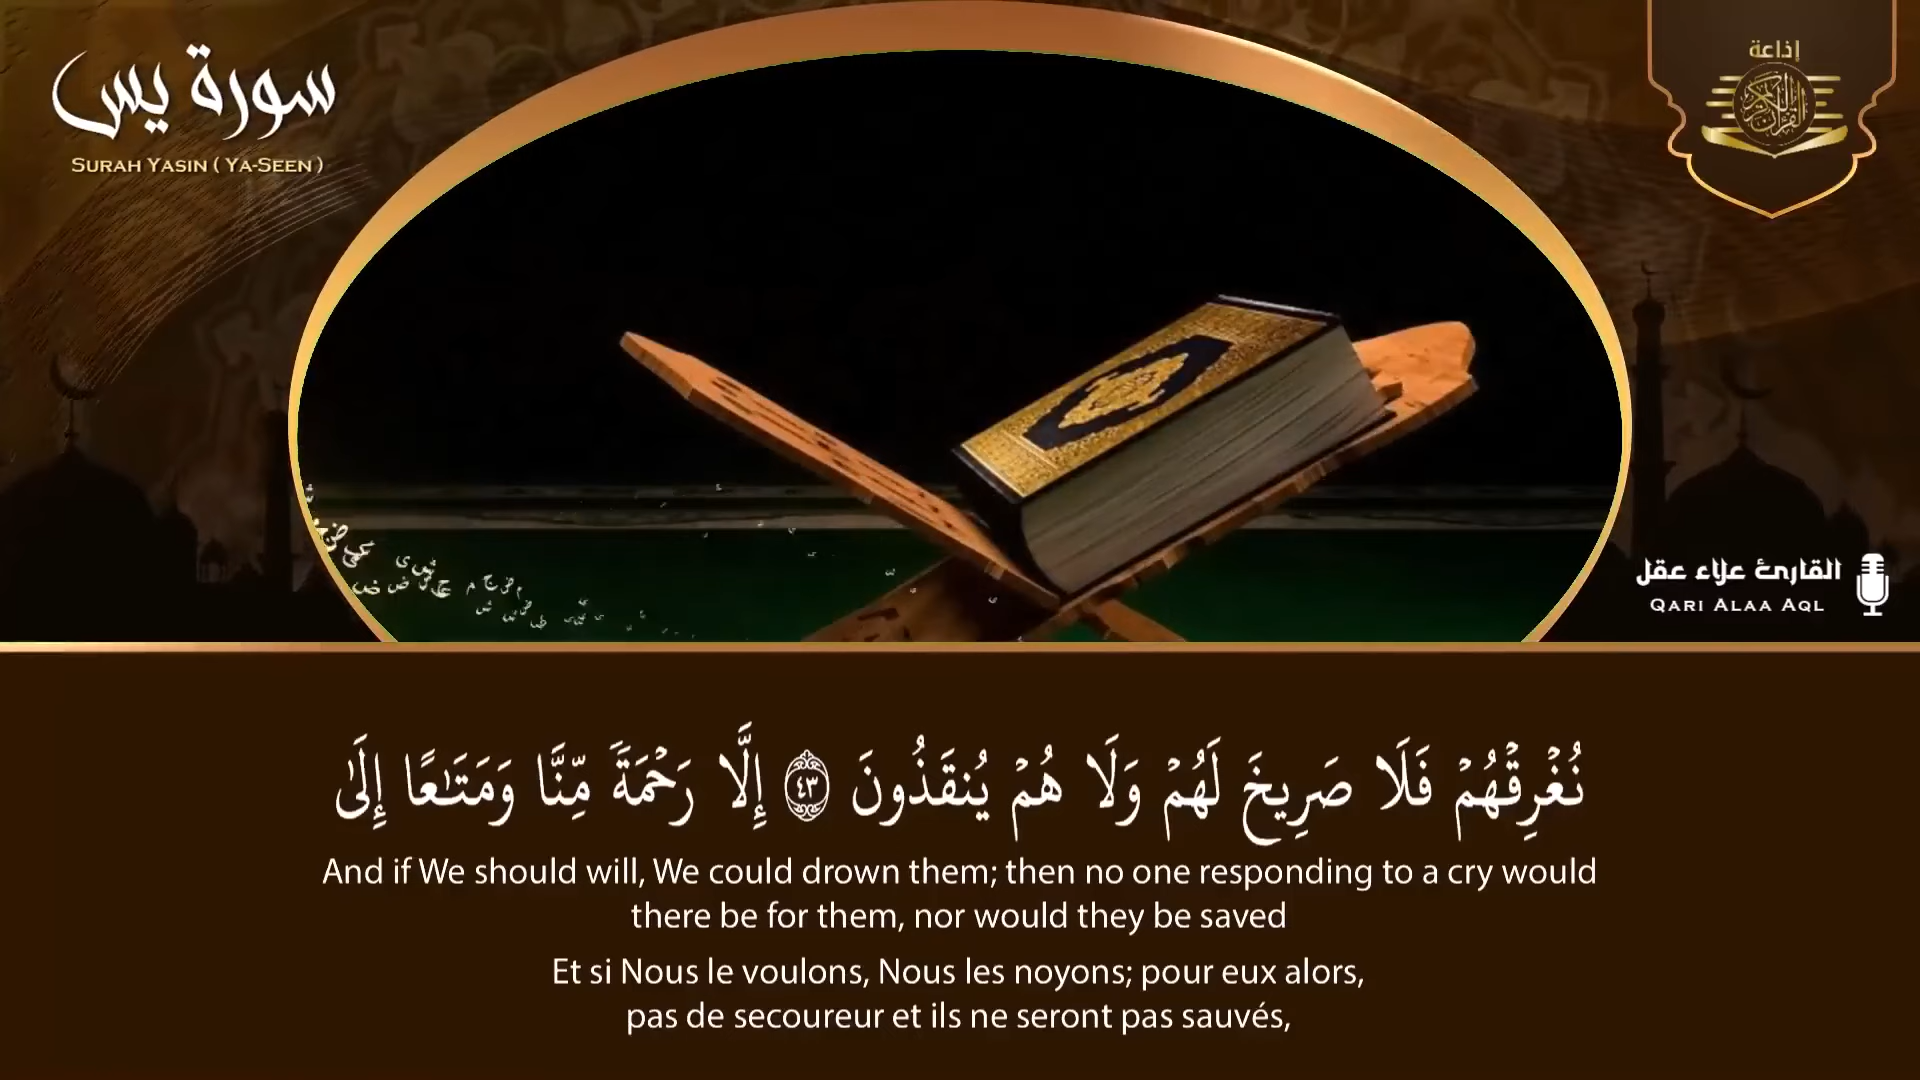 سورة يس
SURAH YASIN ( YA-SEEN )
إذاعة
القرآن الكريم
القارئ علاء عقل
QARI ALAA AQL
نُغْرِقْهُمْ فَلَا صَرِيخَ لَهُمْ وَلَا هُمْ يُنقَذُونَ ٤٣ إِلَّا رَحْمَةً مِّنَّا وَمَتَـٰعًا إِلَىٰ
And if We should will, We could drown them; then no one responding to a cry would
there be for them, nor would they be saved
Et si Nous le voulons, Nous les noyons; pour eux alors,
pas de secoureur et ils ne seront pas sauvés,